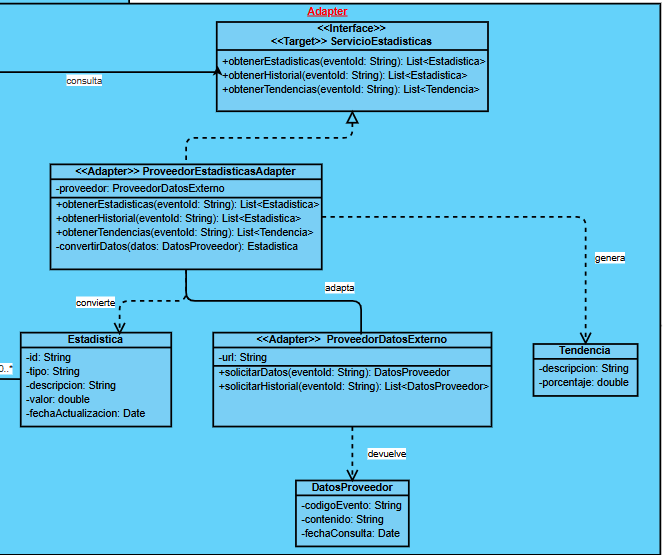 Adapter
<<Interface>>
<<Target>> ServicioEstadisticas
+obtenerEstadisticas(eventoId: String): List<Estadistica>
+obtenerHistorial(eventoId: String): List<Estadistica>
+obtenerTendencias(eventoId: String): List<Tendencia>
consulta
<<Adapter>> ProveedorEstadisticasAdapter
-proveedor: ProveedorDatosExterno
+obtenerEstadisticas(eventoId: String): List<Estadistica>
+obtenerHistorial(eventoId: String): List<Estadistica>
+obtenerTendencias(eventoId: String): List<Tendencia>
-convertirDatos(datos: DatosProveedor): Estadistica
genera
adapta
convierte
Estadistica
-id: String
-tipo: String
-descripcion: String
-valor: double
-fechaActualizacion: Date
0..*
<<Adapter>> ProveedorDatosExterno
-url: String
+solicitarDatos(eventoId: String): DatosProveedor
+solicitarHistorial(eventoId: String): List<DatosProveedor>
Tendencia
-descripcion: String
-porcentaje: double
devuelve
DatosProveedor
-codigoEvento: String
-contenido: String
-fechaConsulta: Date